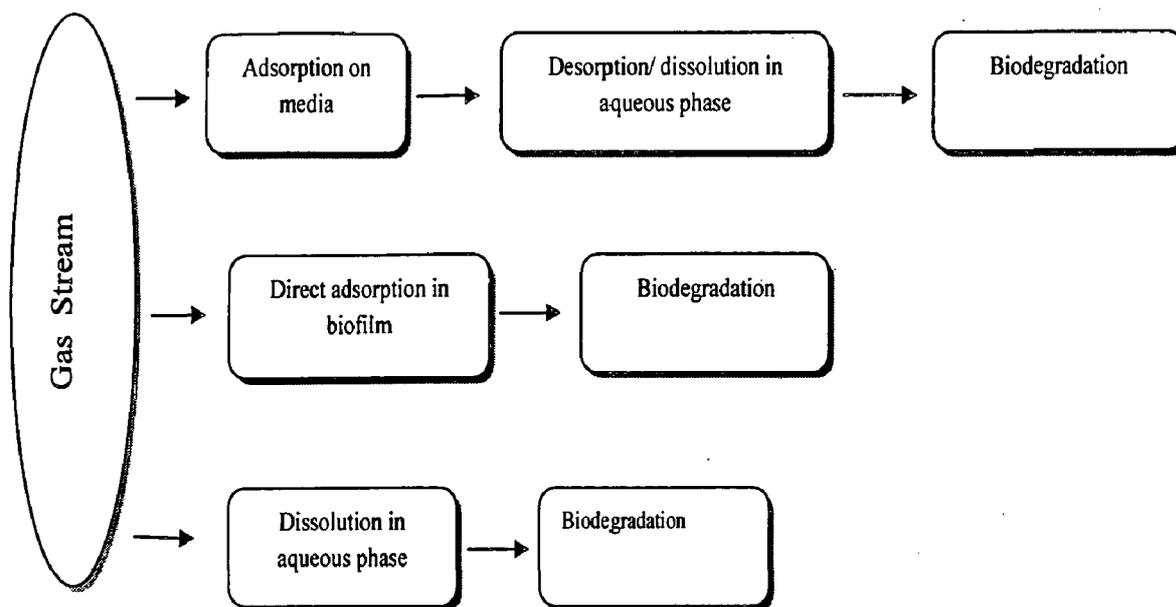 Gas Stream
Adsorption on
media
Desorption/ dissolution in
aqueous phase
Biodegradation
Direct adsorption in
biofilm
Biodegradation
Dissolution in
aqueous phase
Biodegradation